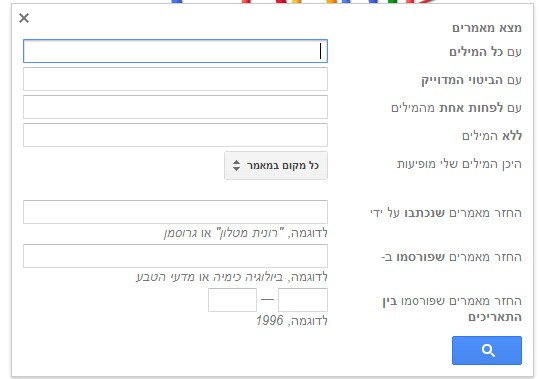 מצא מאמרים
עם כל המילים
עם הביטוי המדוייק
עם לפחות אחת מהמילים
ללא המילים
היכן המילים שלי מופיעות
כל מקום במאמר
החזר מאמרים שנכתבו על ידי
לדוגמה, "רונית מטלון" או גרוסמן
החזר מאמרים שפורסמו ב-
לדוגמה, ביולוגיה כימיה או מדעי הטבע
החזר מאמרים שפורסמו בין
התאריכים
—
לדוגמה, 1996